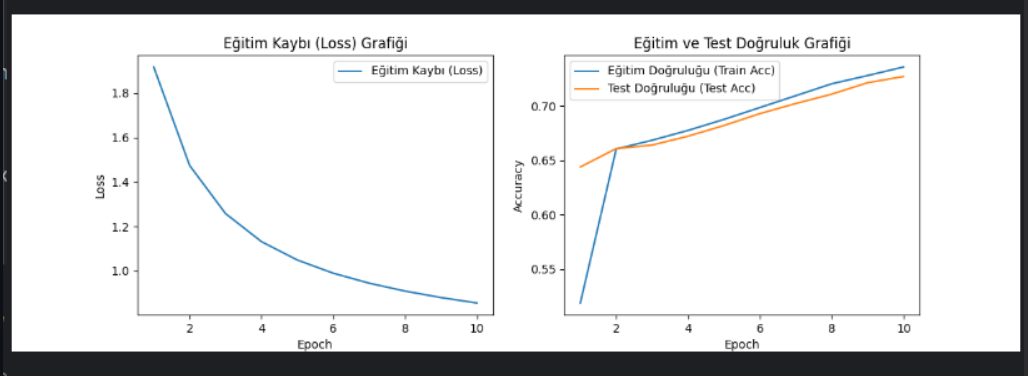 Eğitim Kaybı (Loss) Grafiği
Eğitim Kaybı (Loss)
1.8
1.6
1.4
1.2
1.0
Loss
2 4 6 8 10
Epoch
Eğitim ve Test Doğruluk Grafiği
Eğitim Doğruluğu (Train Acc)
Test Doğruluğu (Test Acc)
0.70
0.65
0.60
0.55
Accuracy
2 4 6 8 10
Epoch